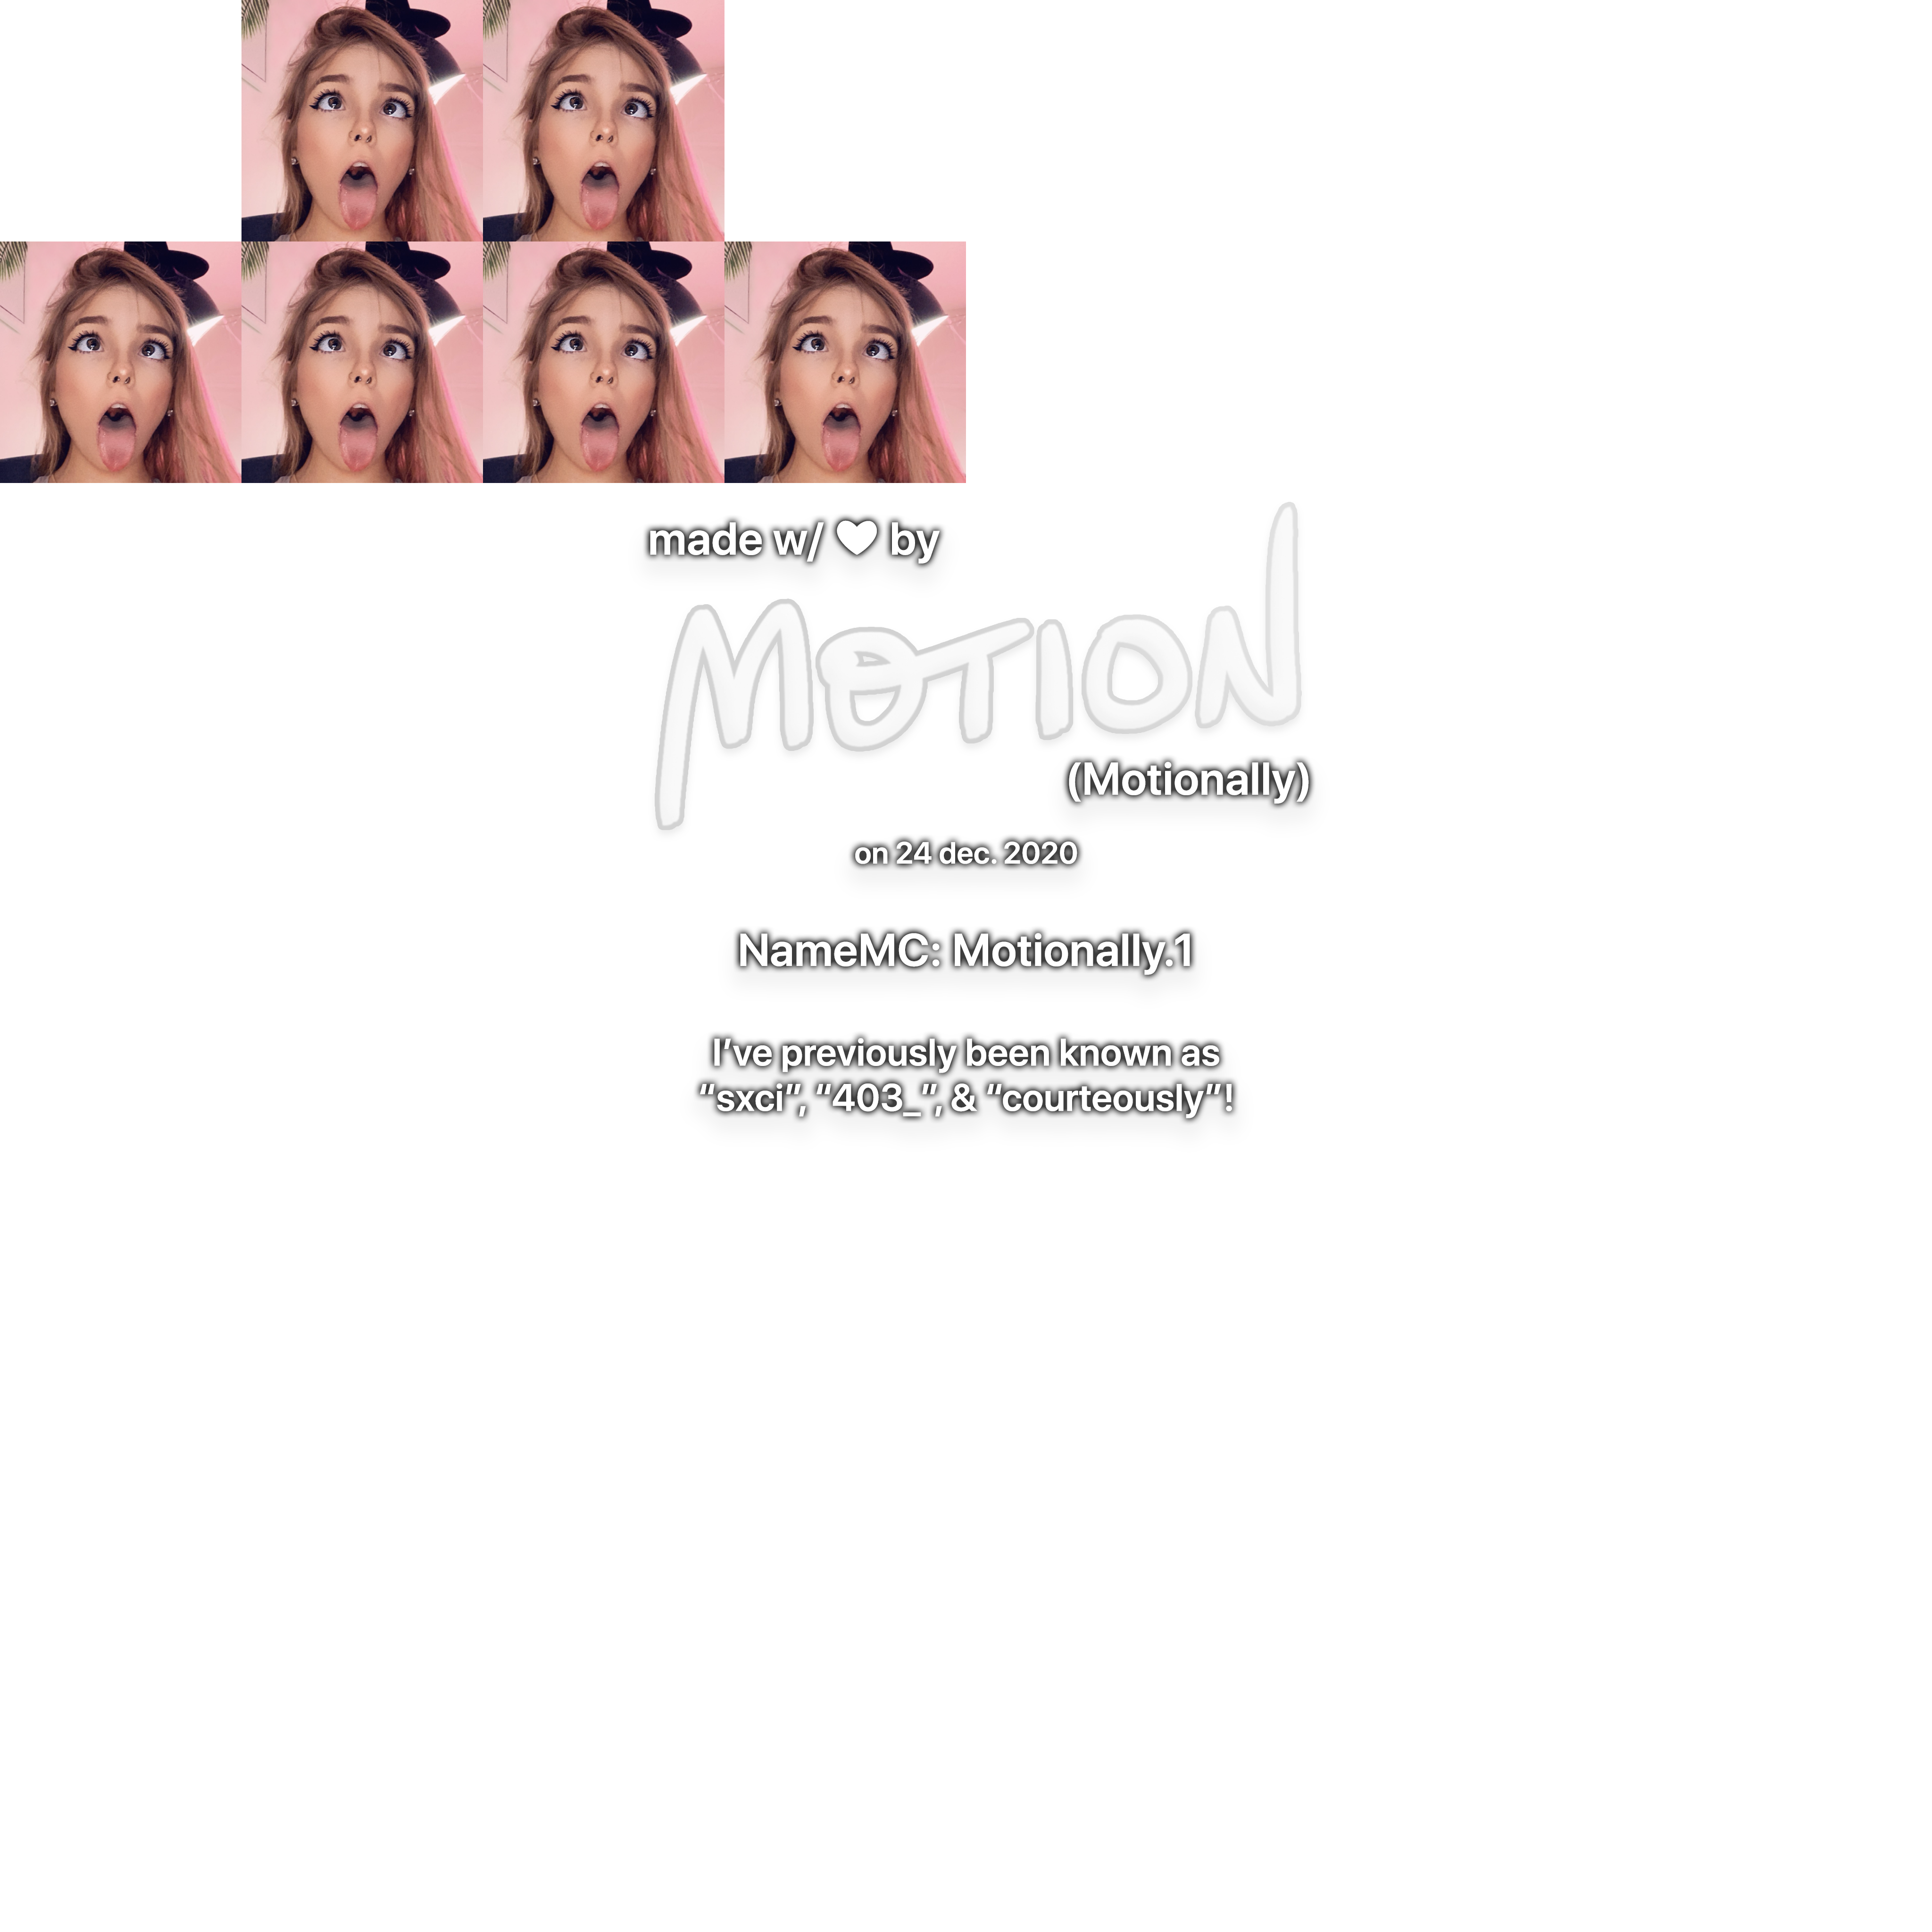 made w/ ♥ by
MOTION
(Motionally)
on 24 dec. 2020
NameMC: Motionally.1
I’ve previously been known as
“sxci”, “403_”, & “courteously”!